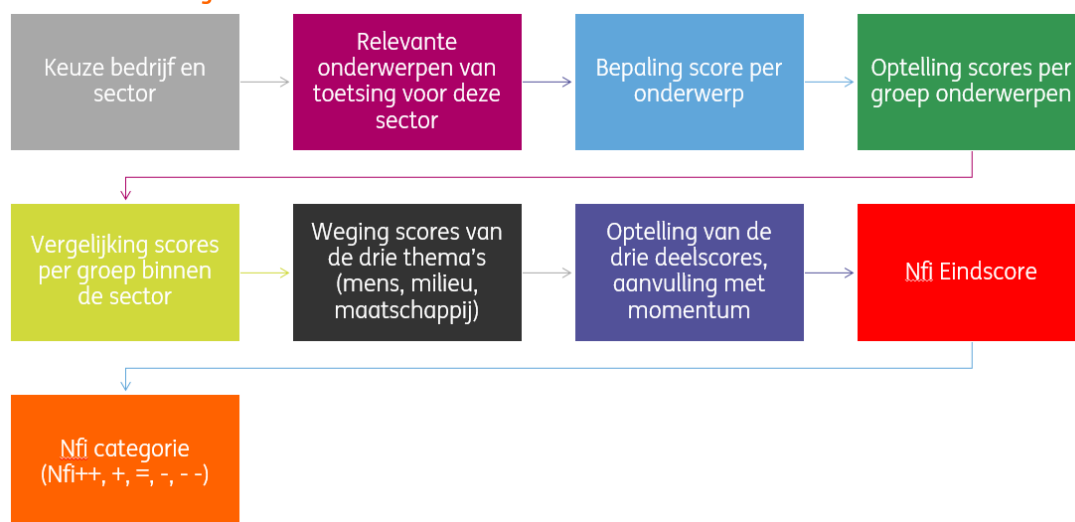 Keuze bedrijf en
sector
Relevante
onderwerpen van
toetsing voor deze
sector
Bepaling score per
onderwerp
Optelling scores per
groep onderwerpen
Vergelijking scores
per groep binnen
de sector
Weging scores van
de drie thema's
(mens, milieu,
maatschappij)
Optelling van de
drie deelscores,
aanvulling met
momentum
Nfi Eindscore
Nfi categorie
(Nfi++, +, =, -, - -)